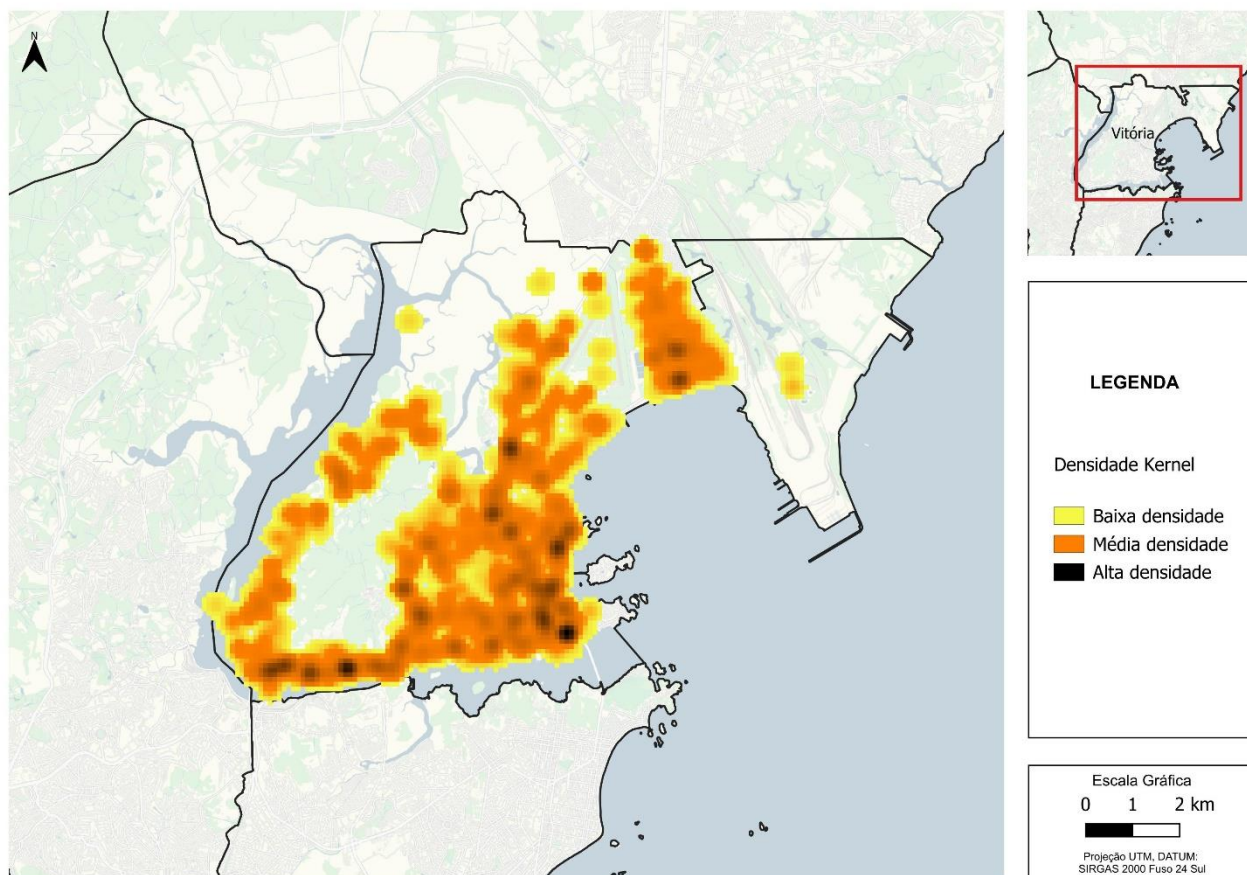 N
Vitória
LEGENDA
Densidade Kernel
Baixa densidade
Média densidade
Alta densidade
Escala Gráfica
0 1 2 km
Projeção UTM, DATUM:
SIRGAS 2000 Fuso 24 Sul